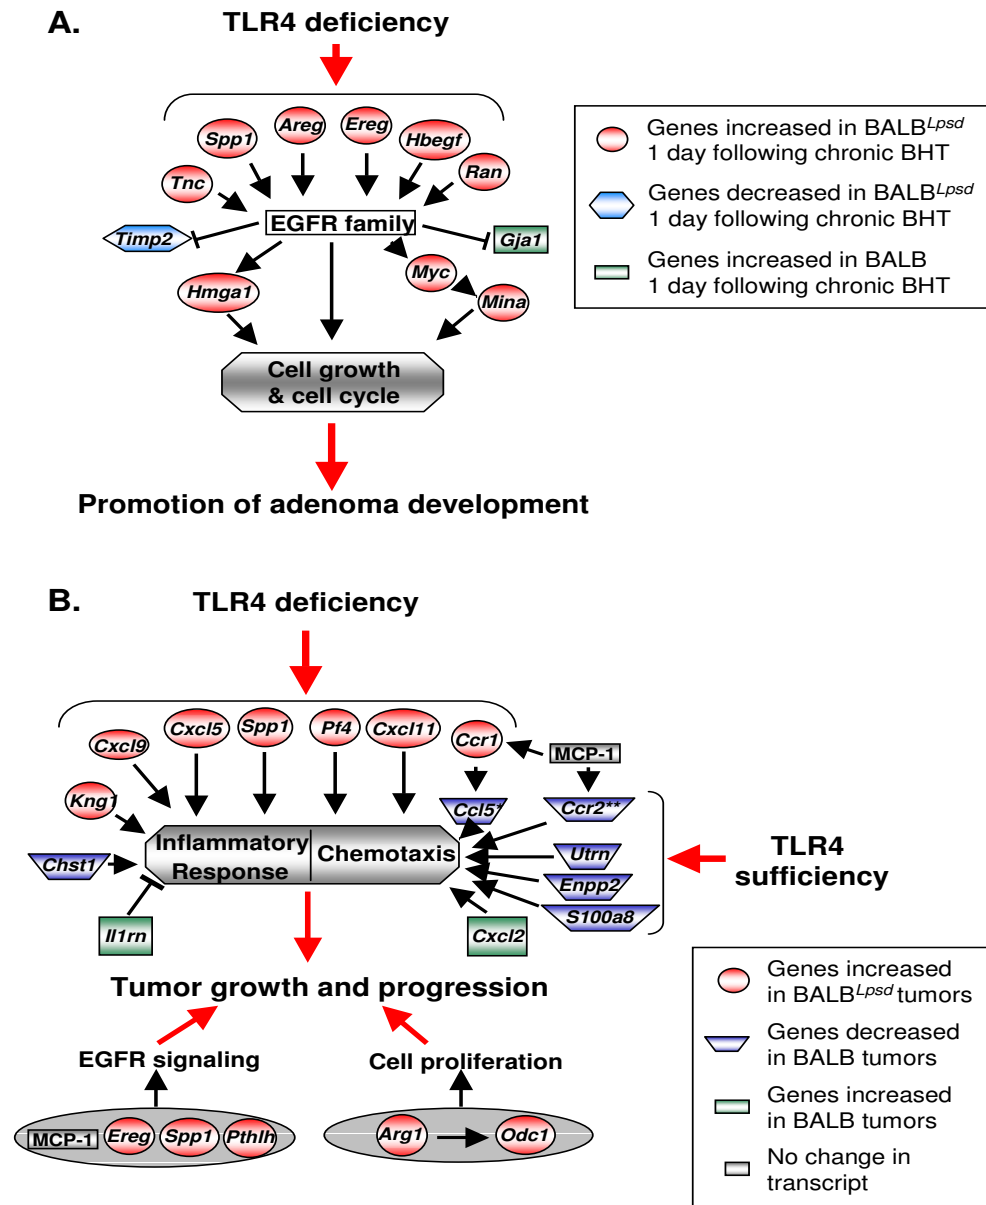 A.
TLR4 deficiency
Spp1
Areg
Ereg
Hbegf
Tnc
Ran
EGFR family
Timp2
Gja1
Hmga1
Myc
Mina
Cell growth
& cell cycle
Promotion of adenoma development
Genes increased in BALBLpsd
1 day following chronic BHT
Genes decreased in BALBLpsd
1 day following chronic BHT
Genes increased in BALB
1 day following chronic BHT
B.
TLR4 deficiency
Cxcl9
Cxcl5
Spp1
Pf4
Cxcl11
Ccr1
MCP-1
Kng1
Ccl5*
Ccr2**
Chst1
Inflammatory
Response
Chemotaxis
Utrn
Enpp2
S100a8
TLR4
sufficiency
Il1rn
Cxcl2
Tumor growth and progression
EGFR signaling
Cell proliferation
MCP-1
Ereg
Spp1
Pthlh
Arg1
Odc1
Genes increased
in BALBLpsd tumors
Genes decreased
in BALB tumors
Genes increased
in BALB tumors
No change in
transcript